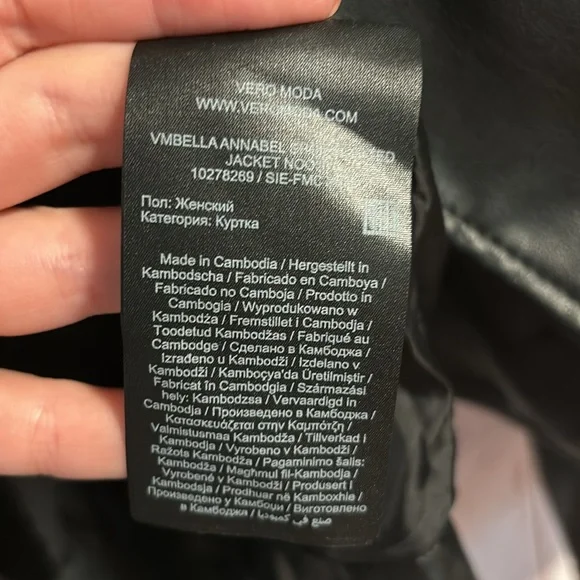 VERO MODA
WWW.VEROMODA.COM
VMBELLA ANNABEL
JACKET NOOS
10278269 / SIE-FMC
Пол: Женский
Категория: Куртка
Made in Cambodia / Hergestellt in
Kambodscha / Fabricado en Camboya /
Fabricado no Camboja / Prodotto in
Cambogia / Wyprodukowano w
Kambodża / Fremstillet i Cambodja /
Toodetud Kambodžas / Fabriqué au
Cambodge / Сделано в Камбоджа /
Izrađeno u Kambodži / Izdelano v
Kambodži / Kamboçya'da Üretilmiştir /
Fabricat în Cambodgia / Származási
hely: Kambodzsa / Vervaardigd in
Cambodja / Произведено в Камбоджа /
Κατασκευάζεται στην Καμπότζη /
Valmistusmaa Kambodža / Tillverkad i
Kambodja / Vyrobeno v Kambodži /
Ražots Kambodža / Pagaminimo šalis:
Kambodža / Maghmul fil-Kambodja /
Vyrobené v Kambodži / Produsert i
Kambodsja / Prodhuar në Kamboxhie /
Произведено у Камбоџи / Виготовлено
в Камбоджа / صنع في كمبوديا